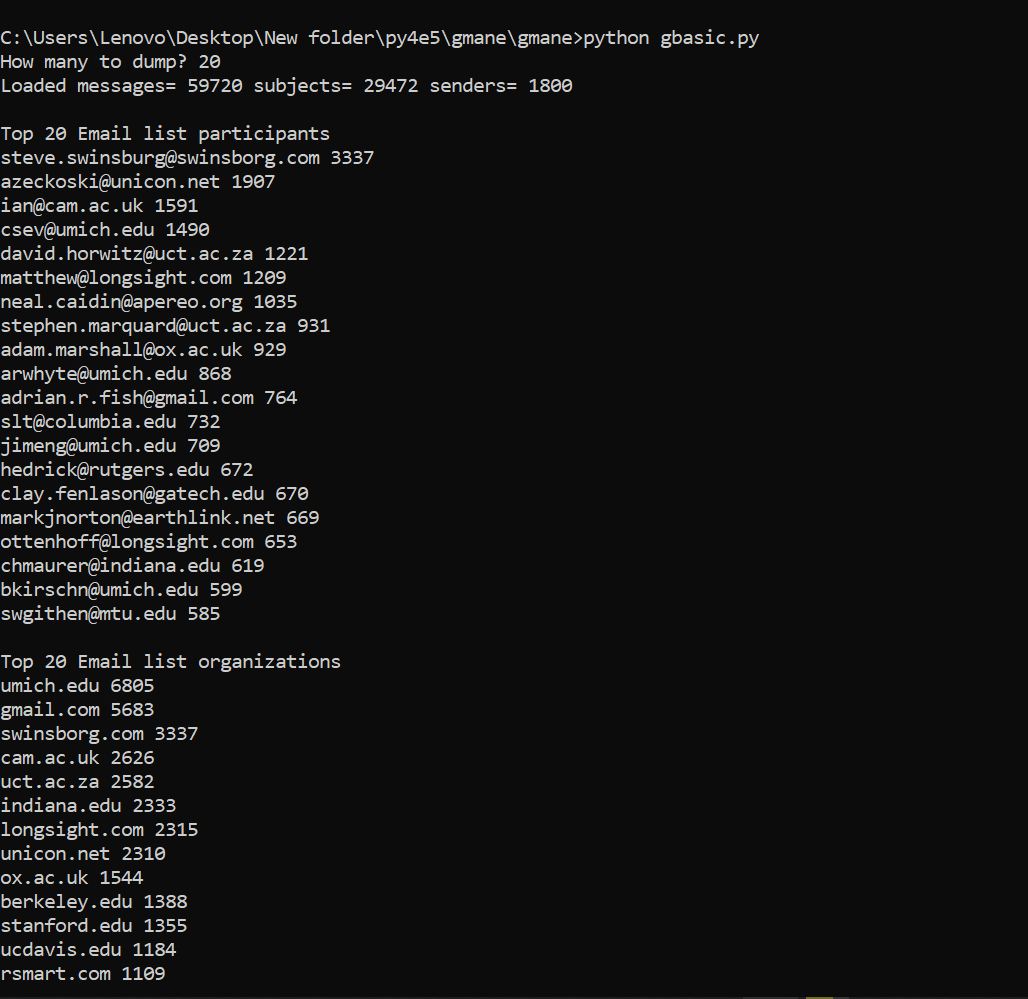 C:\Users\Lenovo\Desktop\New folder\py4e5\gmane\gmane>python gbasic.py
How many to dump? 20
Loaded messages= 59720 subjects= 29472 senders= 1800
Top 20 Email list participants
steve.swinsburg@swinsborg.com 3337
azeckoski@unicon.net 1907
ian@cam.ac.uk 1591
csev@umich.edu 1490
david.horwitz@uct.ac.za 1221
matthew@longsight.com 1209
neal.caidin@apereo.org 1035
stephen.marquard@uct.ac.za 931
adam.marshall@ox.ac.uk 929
arwhyte@umich.edu 868
adrian.r.fish@gmail.com 764
slt@columbia.edu 732
jimeng@umich.edu 709
hedrick@rutgers.edu 672
clay.fenlason@gatech.edu 670
markjnorton@earthlink.net 669
ottenhoff@longsight.com 653
chmaurer@indiana.edu 619
bkirschn@umich.edu 599
swgithen@mtu.edu 585
Top 20 Email list organizations
umich.edu 6805
gmail.com 5683
swinsborg.com 3337
cam.ac.uk 2626
uct.ac.za 2582
indiana.edu 2333
longsight.com 2315
unicon.net 2310
ox.ac.uk 1544
berkeley.edu 1388
stanford.edu 1355
ucdavis.edu 1184
rsmart.com 1109